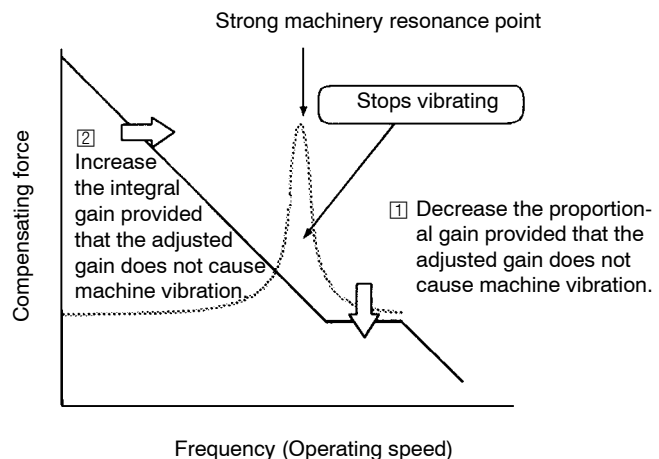 Strong machinery resonance point
Stops vibrating
Compensating force
2
Increase
the integral
gain provided
that the adjusted
gain does not cause
machine vibration.
1 Decrease the proportion-
al gain provided that the
adjusted gain does not
cause machine vibration.
Frequency (Operating speed)